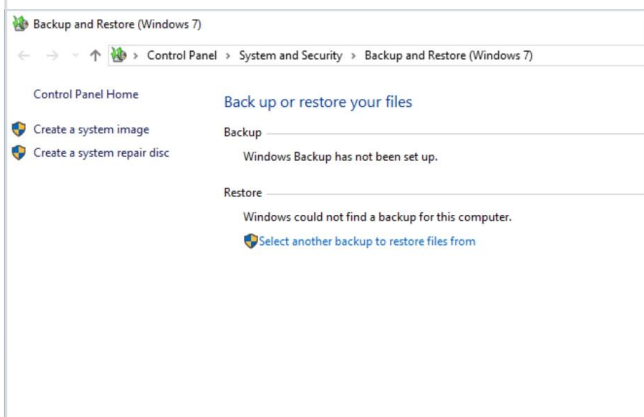 Backup and Restore (Windows 7)
Control Panel > System and Security > Backup and Restore (Windows 7)
Control Panel Home
Create a system image
Create a system repair disc
Back up or restore your files
Backup
Windows Backup has not been set up.
Restore
Windows could not find a backup for this computer.
Select another backup to restore files from